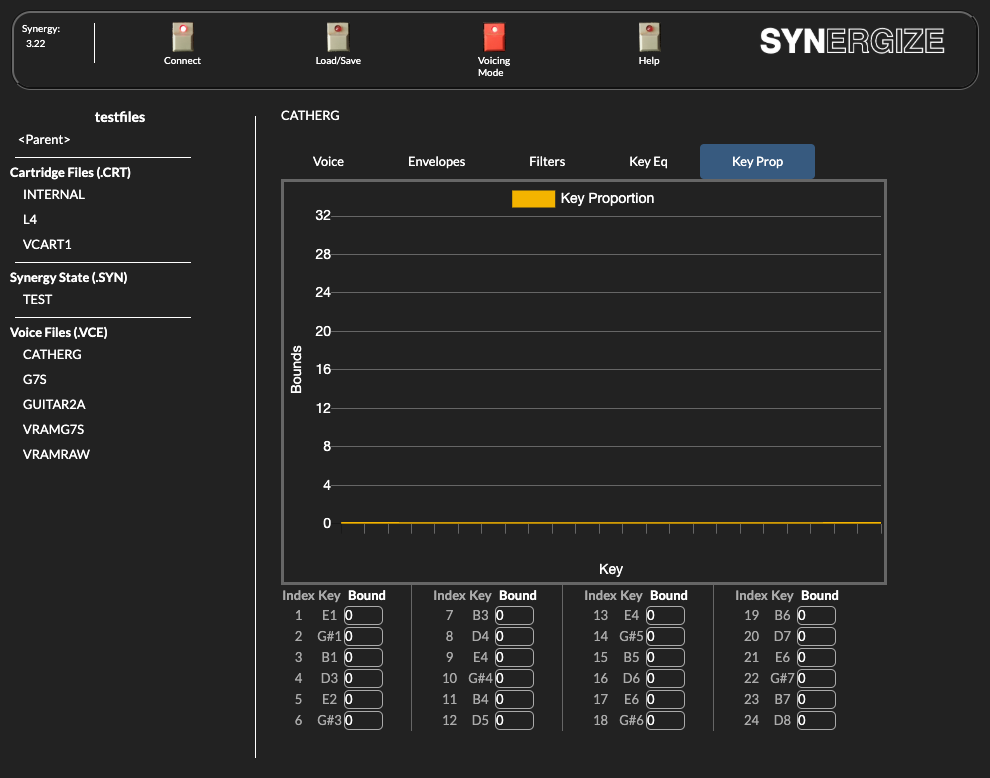 Synergy:
3.22
Connect
Load/Save
Voicing
Mode
Help
SYNERGIZE
testfiles
<Parent>
Cartridge Files (.CRT)
INTERNAL
L4
VCART1
Synergy State (.SYN)
TEST
Voice Files (.VCE)
CATHERG
G7S
GUITAR2A
VRAMG7S
VRAMRAW
CATHERG
Voice Envelopes Filters Key Eq Key Prop
Key Proportion
32
28
24
20
16
12
8
4
0
Bounds
Key
Index Key Bound Index Key Bound Index Key Bound Index Key Bound
1 E1 0 7 B3 0 13 E4 0 19 B6 0
2 G#1 0 8 D4 0 14 G#5 0 20 D7 0
3 B1 0 9 E4 0 15 B5 0 21 E6 0
4 D3 0 10 G#4 0 16 D6 0 22 G#7 0
5 E2 0 11 B4 0 17 E6 0 23 B7 0
6 G#3 0 12 D5 0 18 G#6 0 24 D8 0